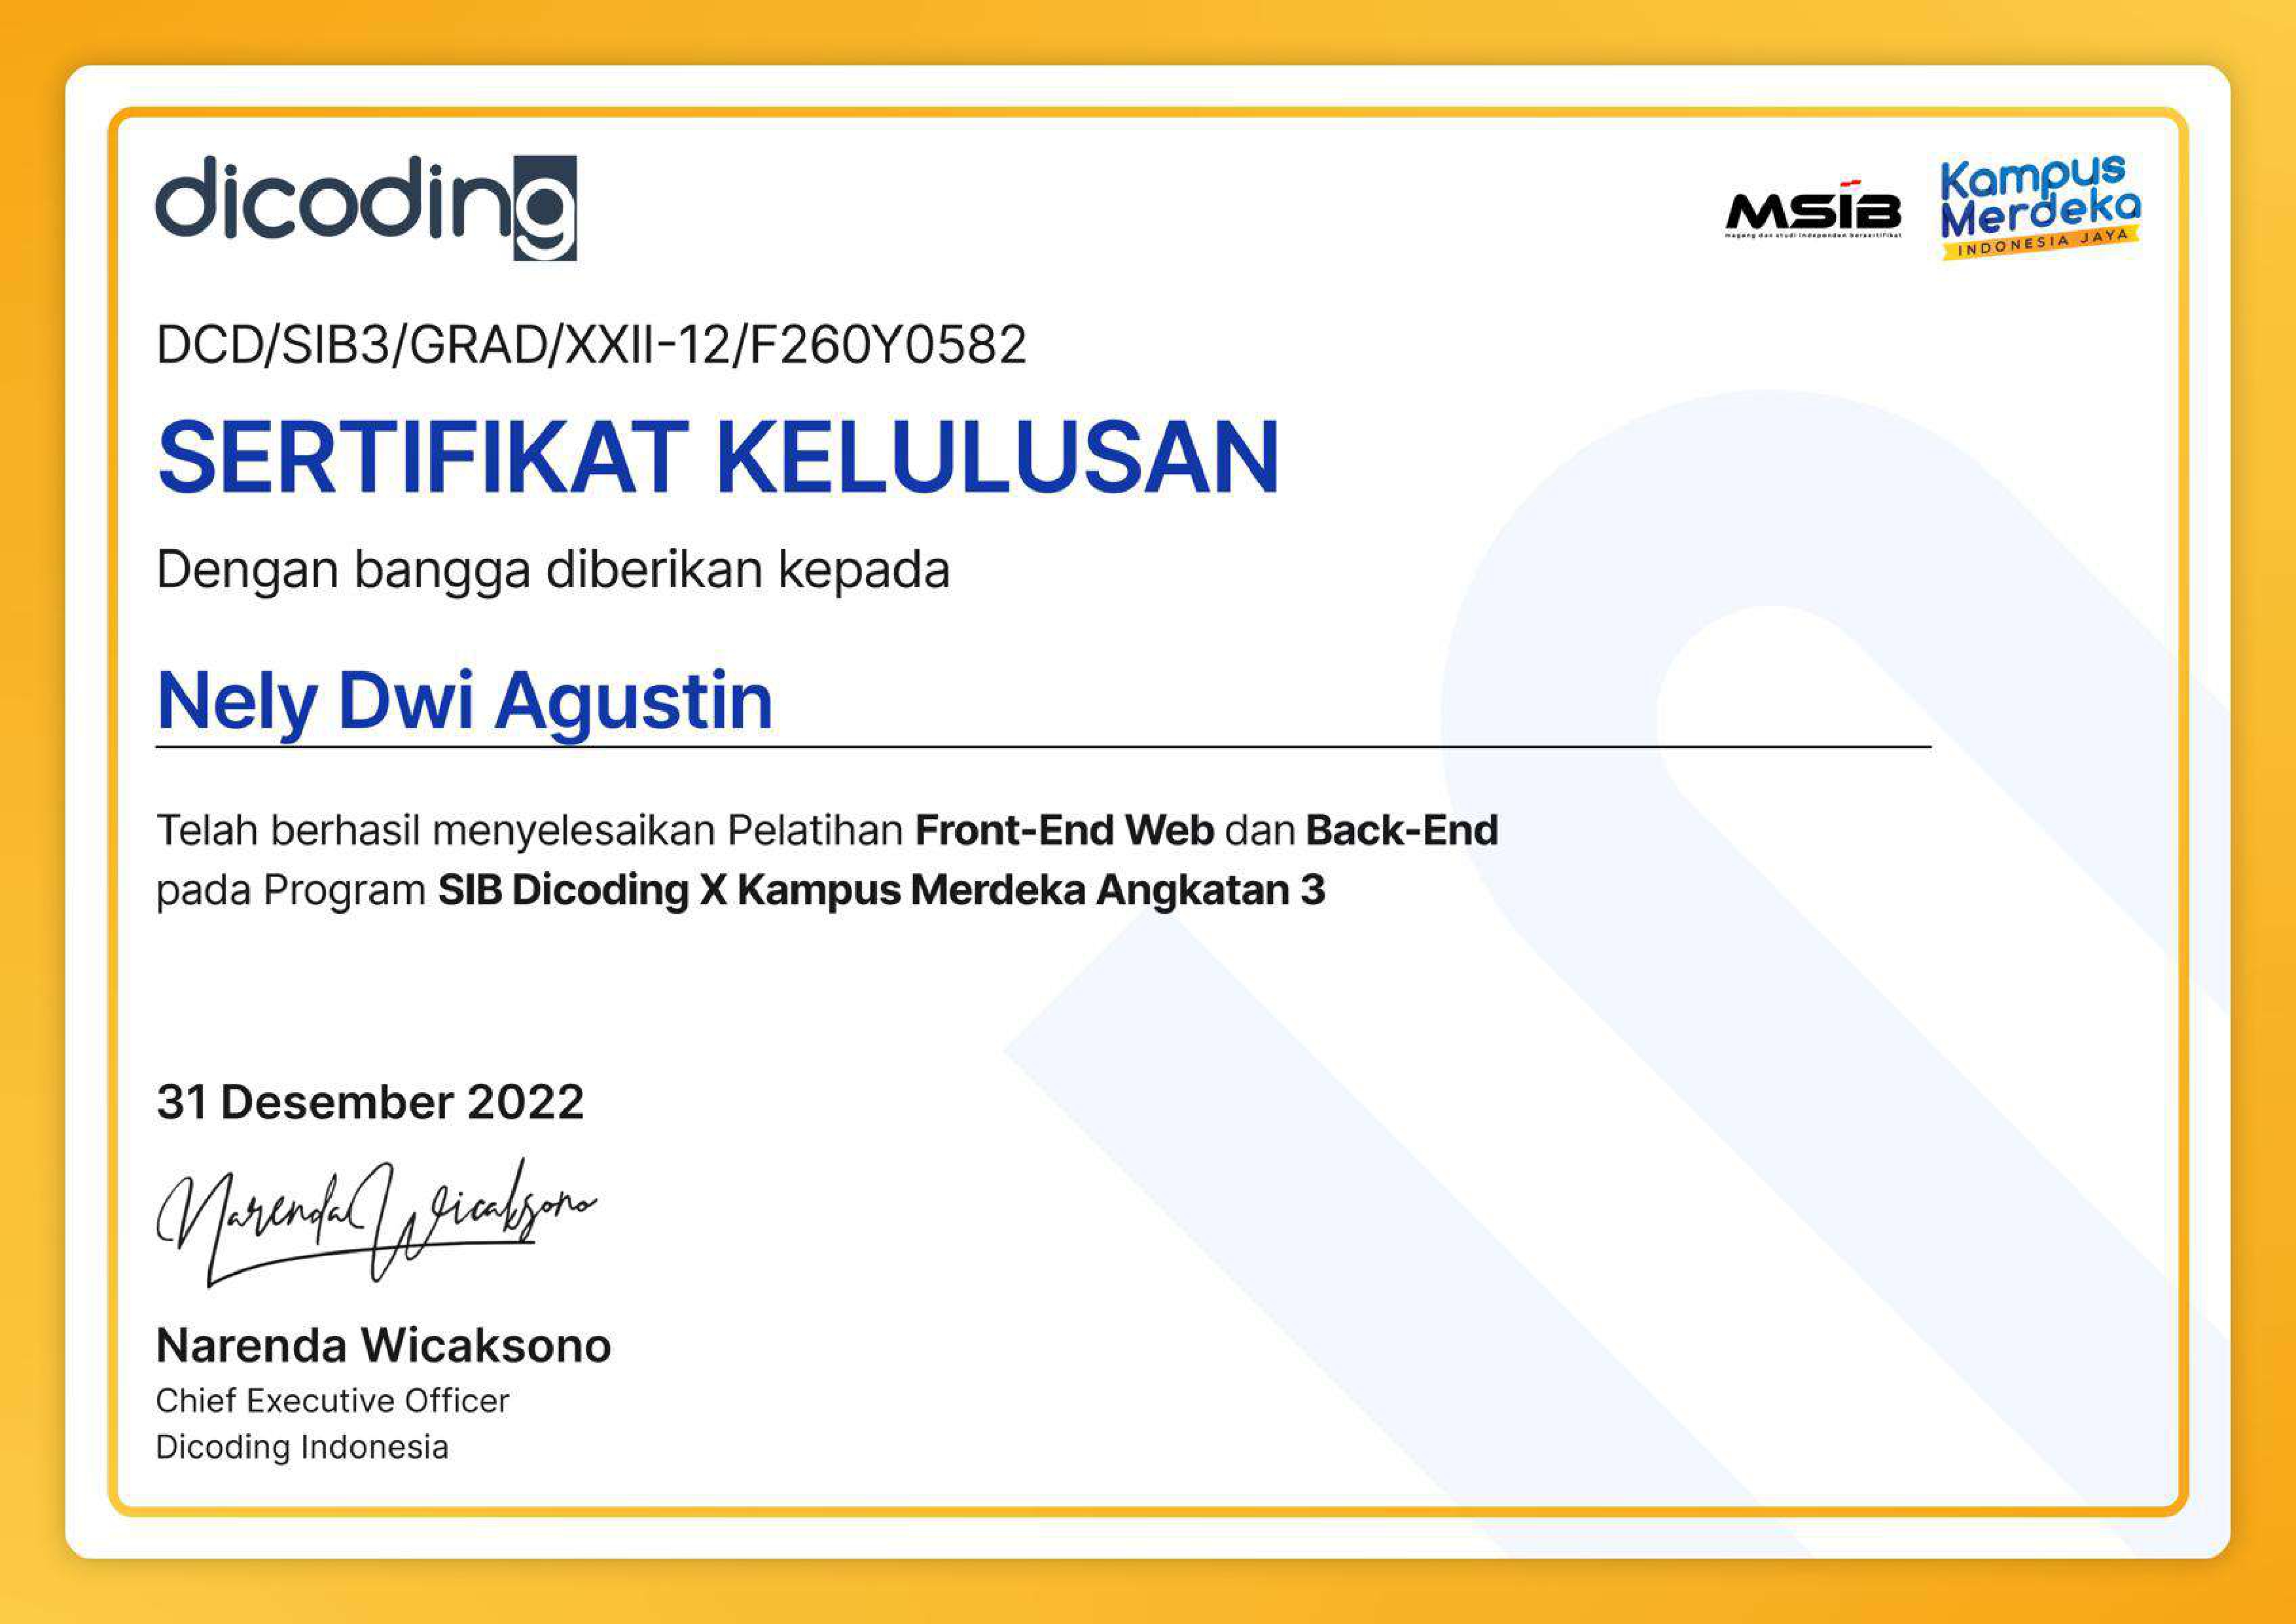 dicoding
MSIB
magang dan studi independen bersertifikat
Kampus
Merdeka
INDONESIA JAYA
DCD/SIB3/GRAD/XXII-12/F260Y0582
SERTIFIKAT KELULUSAN
Dengan bangga diberikan kepada
Nely Dwi Agustin
Telah berhasil menyelesaikan Pelatihan Front-End Web dan Back-End
pada Program SIB Dicoding X Kampus Merdeka Angkatan 3
31 Desember 2022
Narenda Wicaksono
Narenda Wicaksono
Chief Executive Officer
Dicoding Indonesia